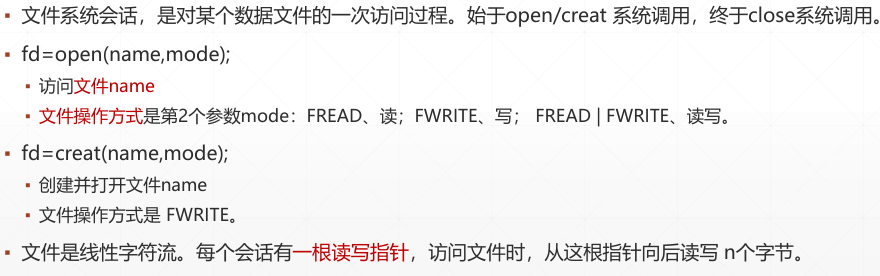 ▪ 文件系统会话，是对某个数据文件的一次访问过程。始于open/creat 系统调用，终于close系统调用。
▪ fd=open(name,mode);
▪ 访问文件name
▪ 文件操作方式是第2个参数mode：FREAD、读；FWRITE、写； FREAD | FWRITE、读写。
▪ fd=creat(name,mode);
▪ 创建并打开文件name
▪ 文件操作方式是 FWRITE。
▪ 文件是线性字符流。每个会话有一根读写指针，访问文件时，从这根指针向后读写 n个字节。